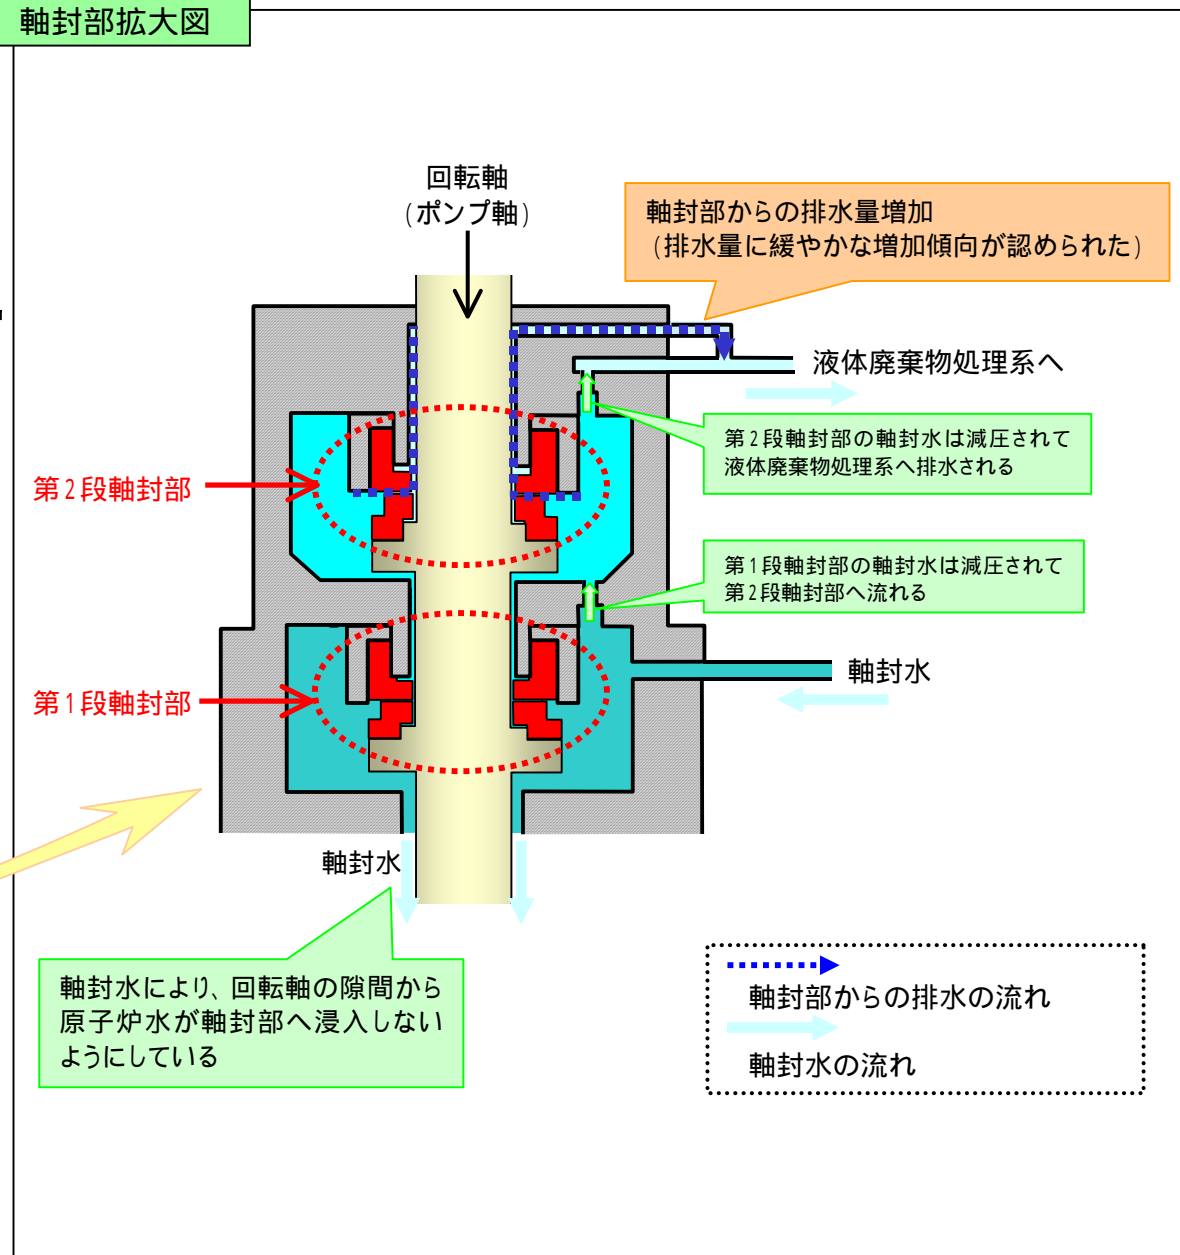 軸封部拡大図
回転軸
(ポンプ軸)
軸封部からの排水量増加
(排水量に緩やかな増加傾向が認められた)
液体廃棄物処理系へ
第2段軸封部の軸封水は減圧されて
液体廃棄物処理系へ排水される
第2段軸封部
第1段軸封部の軸封水は減圧されて
第2段軸封部へ流れる
軸封水
第1段軸封部
軸封水
軸封水により、回転軸の隙間から
原子炉水が軸封部へ浸入しない
ようにしている
軸封部からの排水の流れ
軸封水の流れ